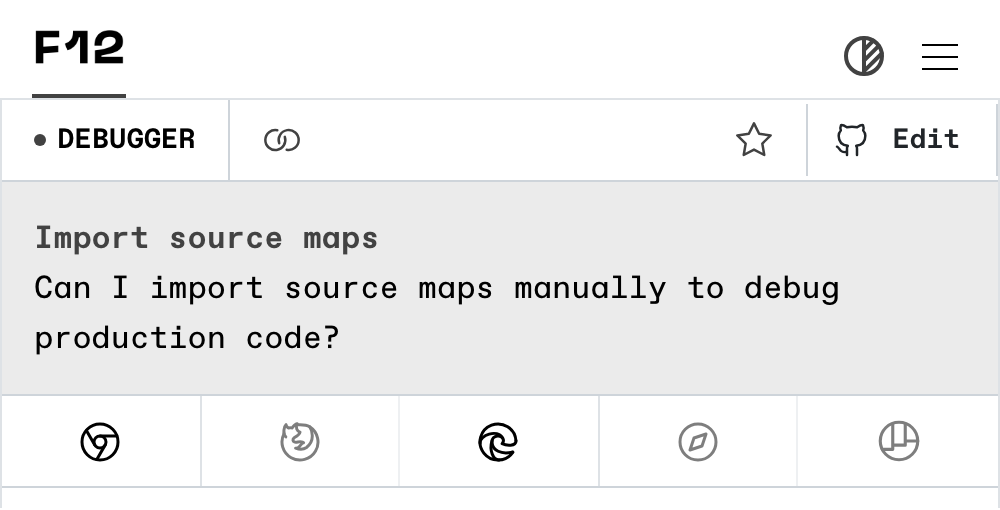 F12
DEBUGGER
Edit
Import source maps
Can I import source maps manually to debug
production code?